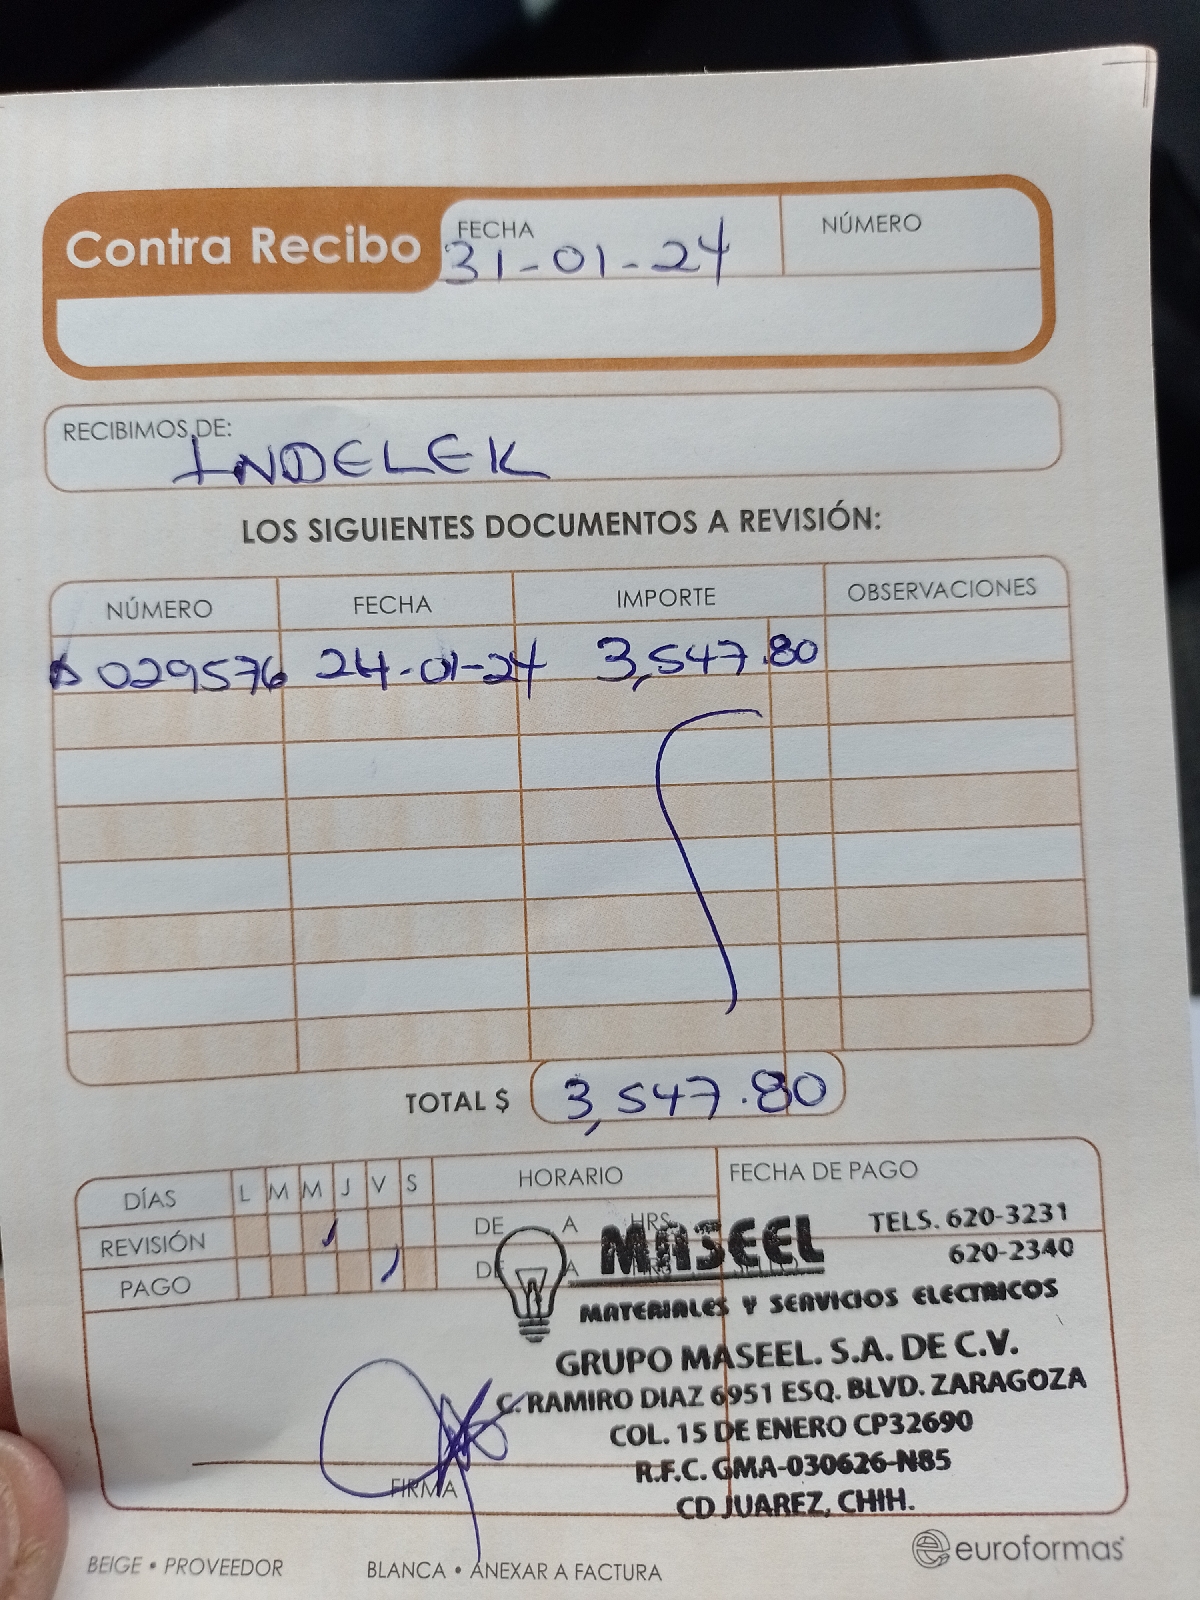 Contra Recibo
FECHA
31-01-24
NÚMERO
RECIBIMOS DE:
INDELEK
LOS SIGUIENTES DOCUMENTOS A REVISIÓN:
NÚMERO FECHA IMPORTE OBSERVACIONES
029576 24-01-24 3,547.80
TOTAL $ 3,547.80
DÍAS L M M J V S HORARIO FECHA DE PAGO
REVISIÓN DE A HRS.
PAGO DE A HRS
MASEEL
TELS. 620-3231
620-2340
MATERIALES Y SERVICIOS ELECTRICOS
GRUPO MASEEL. S.A. DE C.V.
C. RAMIRO DIAZ 6951 ESQ. BLVD. ZARAGOZA
COL. 15 DE ENERO CP32690
R.F.C. GMA-030626-N85
CD JUAREZ, CHIH.
FIRMA
BEIGE • PROVEEDOR BLANCA • ANEXAR A FACTURA
euroformas